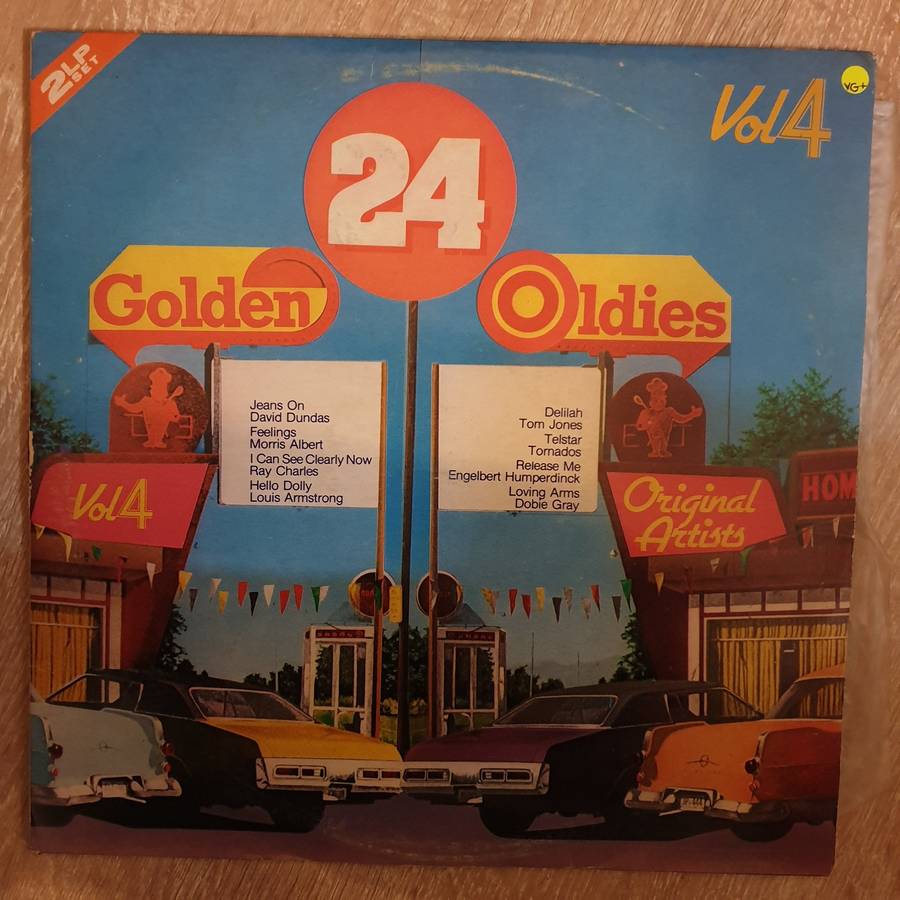 2LP
SET
Vol 4
VG+
24
Golden Oldies
Jeans On
David Dundas
Feelings
Morris Albert
I Can See Clearly Now
Ray Charles
Hello Dolly
Louis Armstrong
Delilah
Tom Jones
Telstar
Tornados
Release Me
Engelbert Humperdinck
Loving Arms
Dobie Gray
Vol 4
Original
Artists
HOM